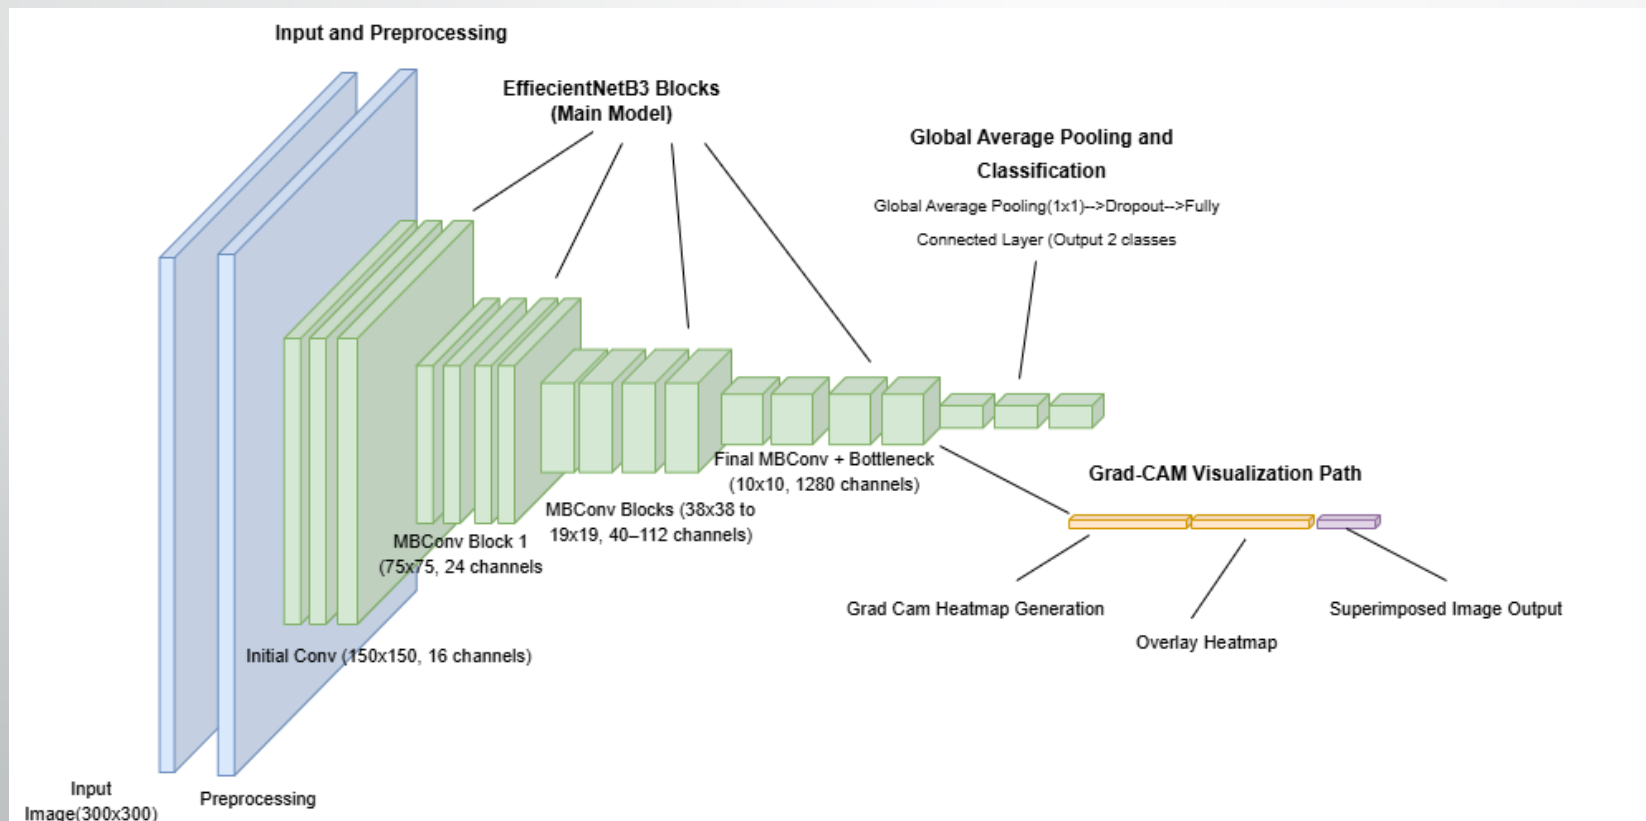 Input and Preprocessing
EffiecientNetB3 Blocks
(Main Model)
Global Average Pooling and
Classification
Global Average Pooling(1x1)-->Dropout-->Fully
Connected Layer (Output 2 classes
Final MBConv + Bottleneck
(10x10, 1280 channels)
Grad-CAM Visualization Path
MBConv Blocks (38x38 to
19x19, 40–112 channels)
MBConv Block 1
(75x75, 24 channels
Grad Cam Heatmap Generation
Superimposed Image Output
Overlay Heatmap
Initial Conv (150x150, 16 channels)
Input
Image(300x300)
Preprocessing